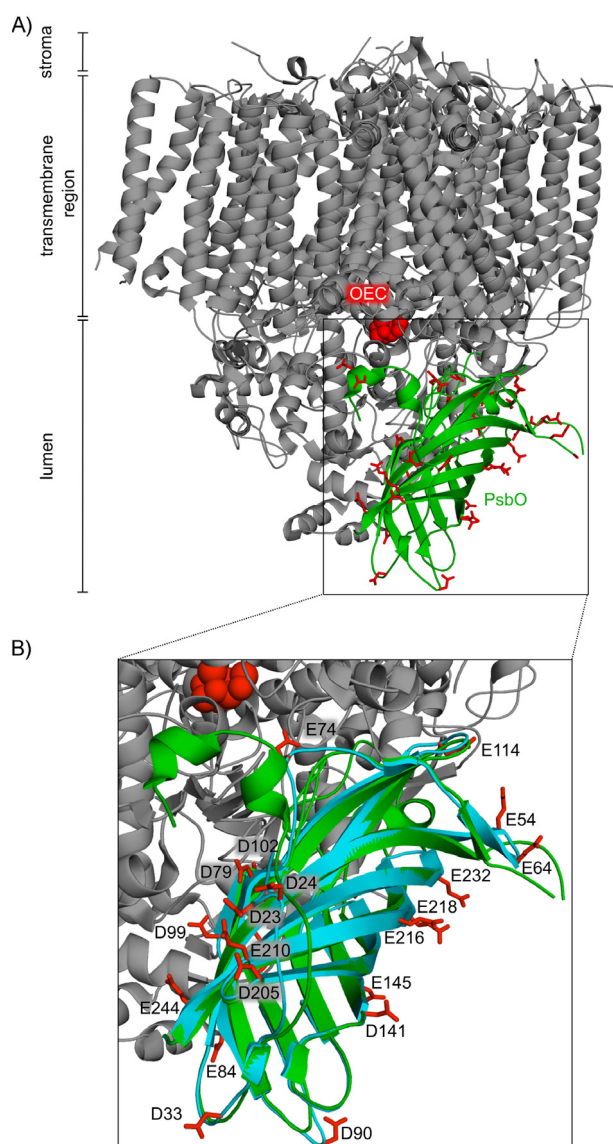 A)
stroma
transmembrane
region
lumen
OEC
PsbO
B)
E74
E114
E54
D102
E64
D79
D24
E232
D23
E218
D99
E216
E210
D205
E145
E244
D141
E84
D33
D90